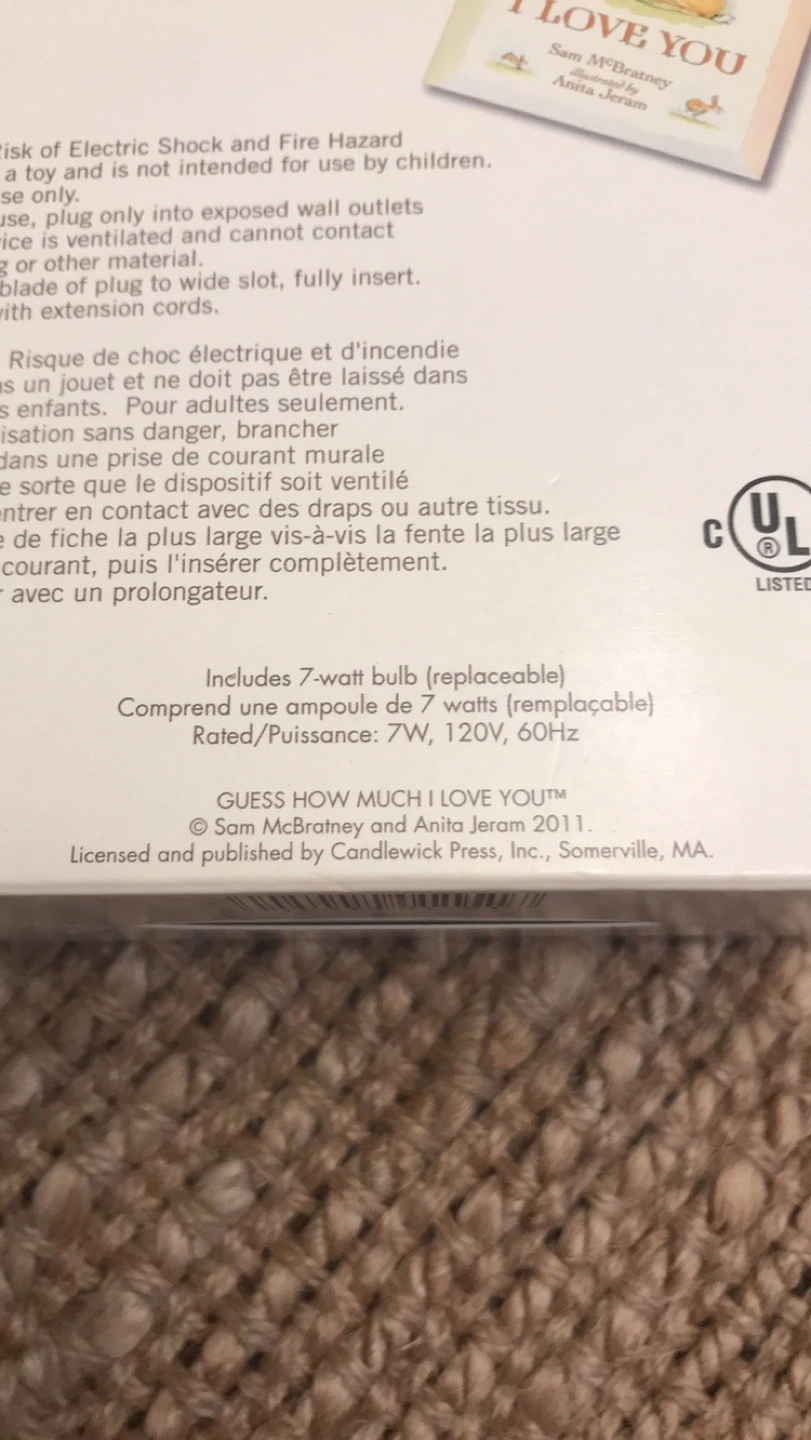 I LOVE YOU
Sam McBratney
illustrated by
Anita Jeram
Risk of Electric Shock and Fire Hazard
a toy and is not intended for use by children.
se only.
use, plug only into exposed wall outlets
ice is ventilated and cannot contact
g or other material.
blade of plug to wide slot, fully insert.
with extension cords.
Risque de choc électrique et d'incendie
s un jouet et ne doit pas être laissé dans
s enfants. Pour adultes seulement.
isation sans danger, brancher
dans une prise de courant murale
e sorte que le dispositif soit ventilé
ntrer en contact avec des draps ou autre tissu.
e de fiche la plus large vis-à-vis la fente la plus large
courant, puis l'insérer complètement.
r avec un prolongateur.
C UL ®
LISTED
Includes 7-watt bulb (replaceable)
Comprend une ampoule de 7 watts (remplaçable)
Rated/Puissance: 7W, 120V, 60Hz
GUESS HOW MUCH I LOVE YOU™
© Sam McBratney and Anita Jeram 2011.
Licensed and published by Candlewick Press, Inc., Somerville, MA.